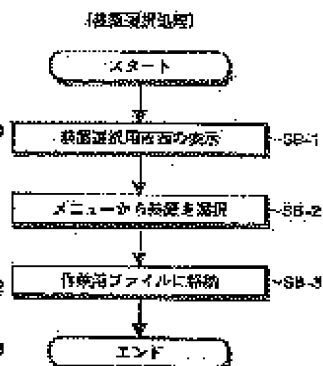 (装置選択処理)
スタート
装置選択用画面の表示 SB-1
メニューから装置を選択 SB-2
作業用ファイルに格納 SB-3
エンド